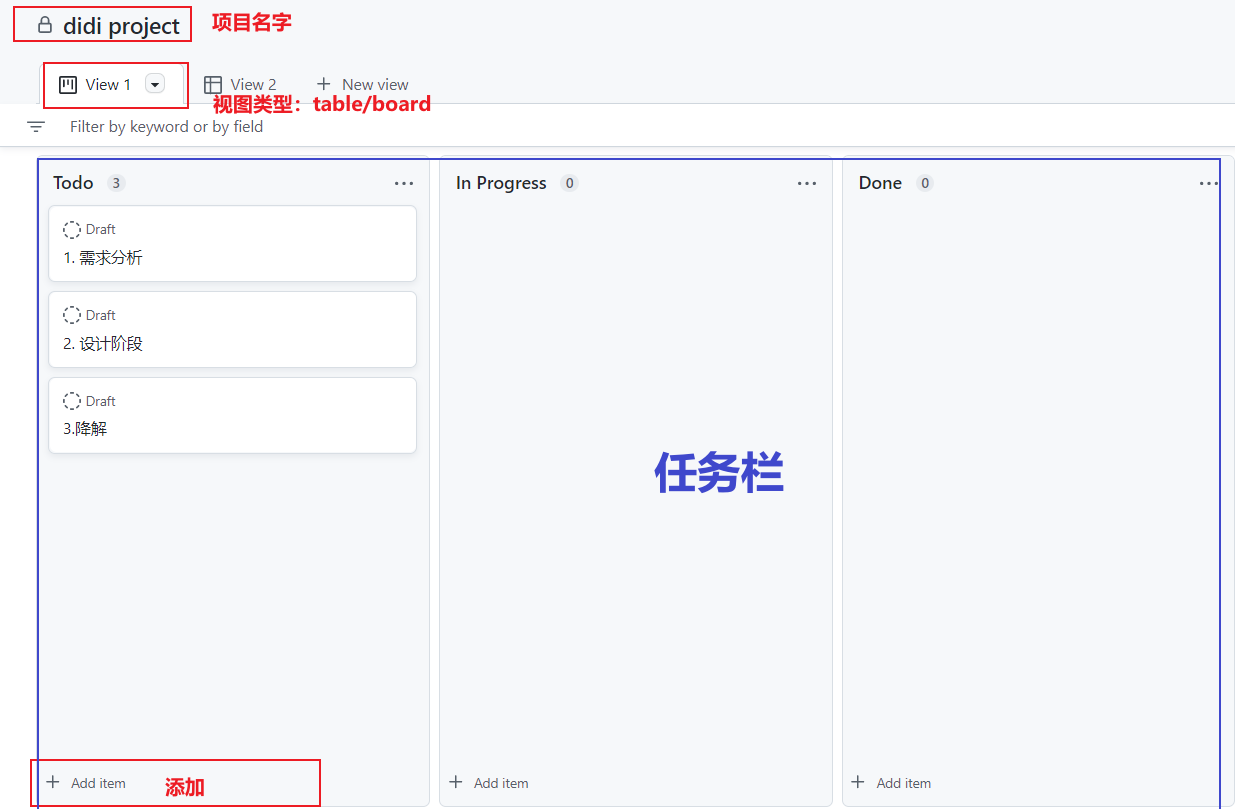 didi project 项目名字
View 1 View 2 New view
视图类型：table/board
Filter by keyword or by field
Todo 3
In Progress 0
Done 0
Draft
1. 需求分析
Draft
2. 设计阶段
Draft
3.降解
任务栏
Add item 添加
Add item
Add item